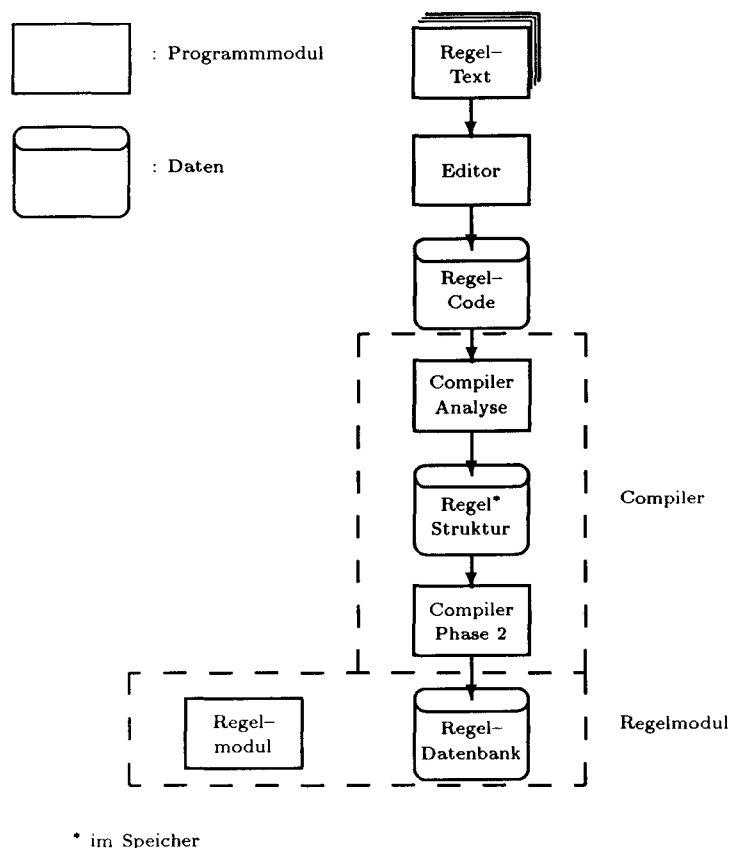 : Programmmodul
: Daten
Regel–
Text
Editor
Regel–
Code
Compiler
Analyse
Regel*
Struktur
Compiler
Compiler
Phase 2
Regel–
modul
Regel–
Datenbank
Regelmodul
* im Speicher